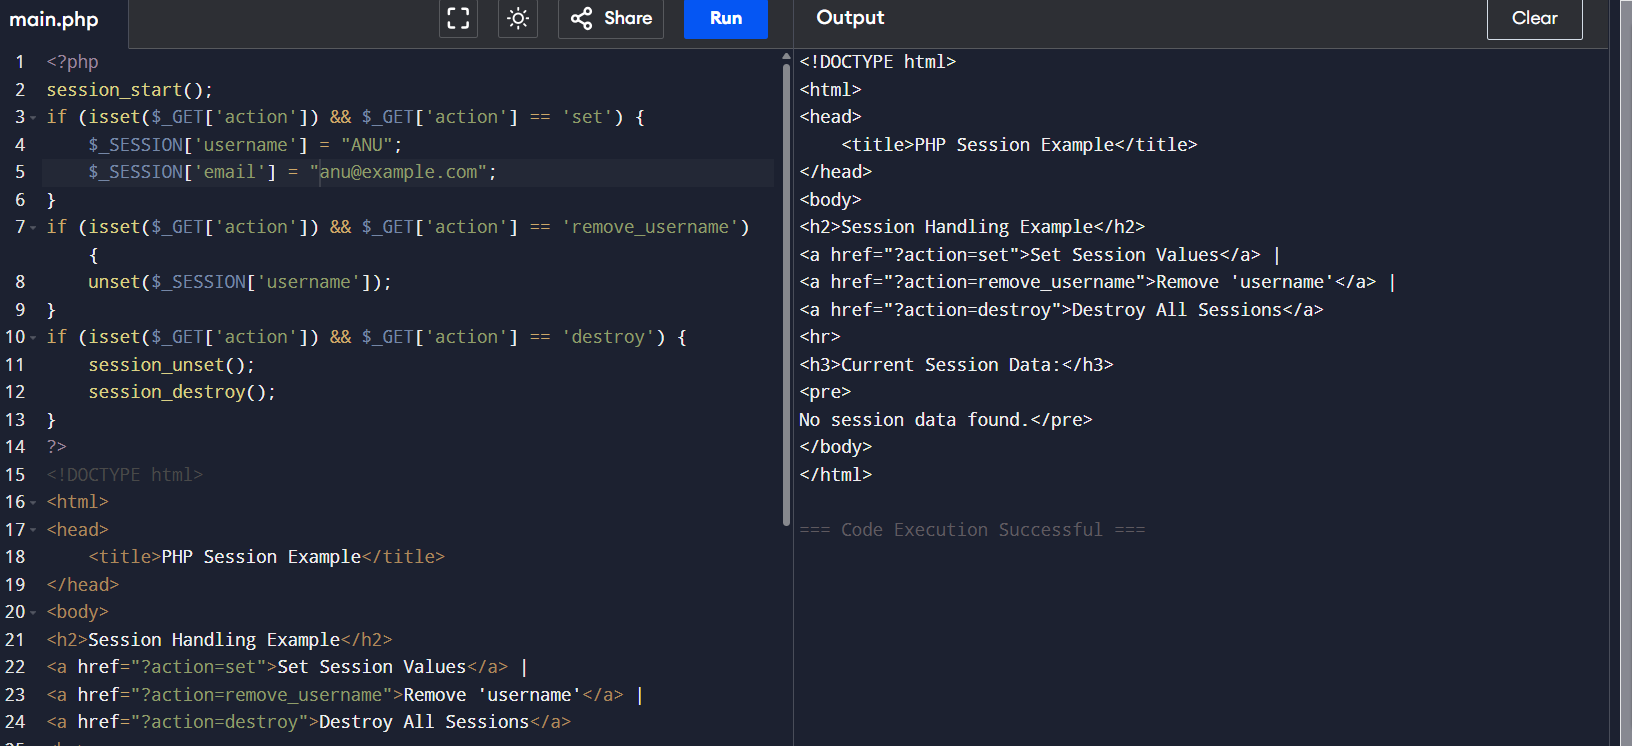 main.php
Share
Run
Output
Clear
1 <?php
2 session_start();
3 if (isset($_GET['action']) && $_GET['action'] == 'set') {
4     $_SESSION['username'] = "ANU";
5     $_SESSION['email'] = "anu@example.com";
6 }
7 if (isset($_GET['action']) && $_GET['action'] == 'remove_username')
    {
8     unset($_SESSION['username']);
9 }
10 if (isset($_GET['action']) && $_GET['action'] == 'destroy') {
11     session_unset();
12     session_destroy();
13 }
14 ?>
15 <!DOCTYPE html>
16 <html>
17 <head>
18     <title>PHP Session Example</title>
19 </head>
20 <body>
21 <h2>Session Handling Example</h2>
22 <a href="?action=set">Set Session Values</a> |
23 <a href="?action=remove_username">Remove 'username'</a> |
24 <a href="?action=destroy">Destroy All Sessions</a>
<!DOCTYPE html>
<html>
<head>
    <title>PHP Session Example</title>
</head>
<body>
<h2>Session Handling Example</h2>
<a href="?action=set">Set Session Values</a> |
<a href="?action=remove_username">Remove 'username'</a> |
<a href="?action=destroy">Destroy All Sessions</a>
<hr>
<h3>Current Session Data:</h3>
<pre>
No session data found.</pre>
</body>
</html>
=== Code Execution Successful ===